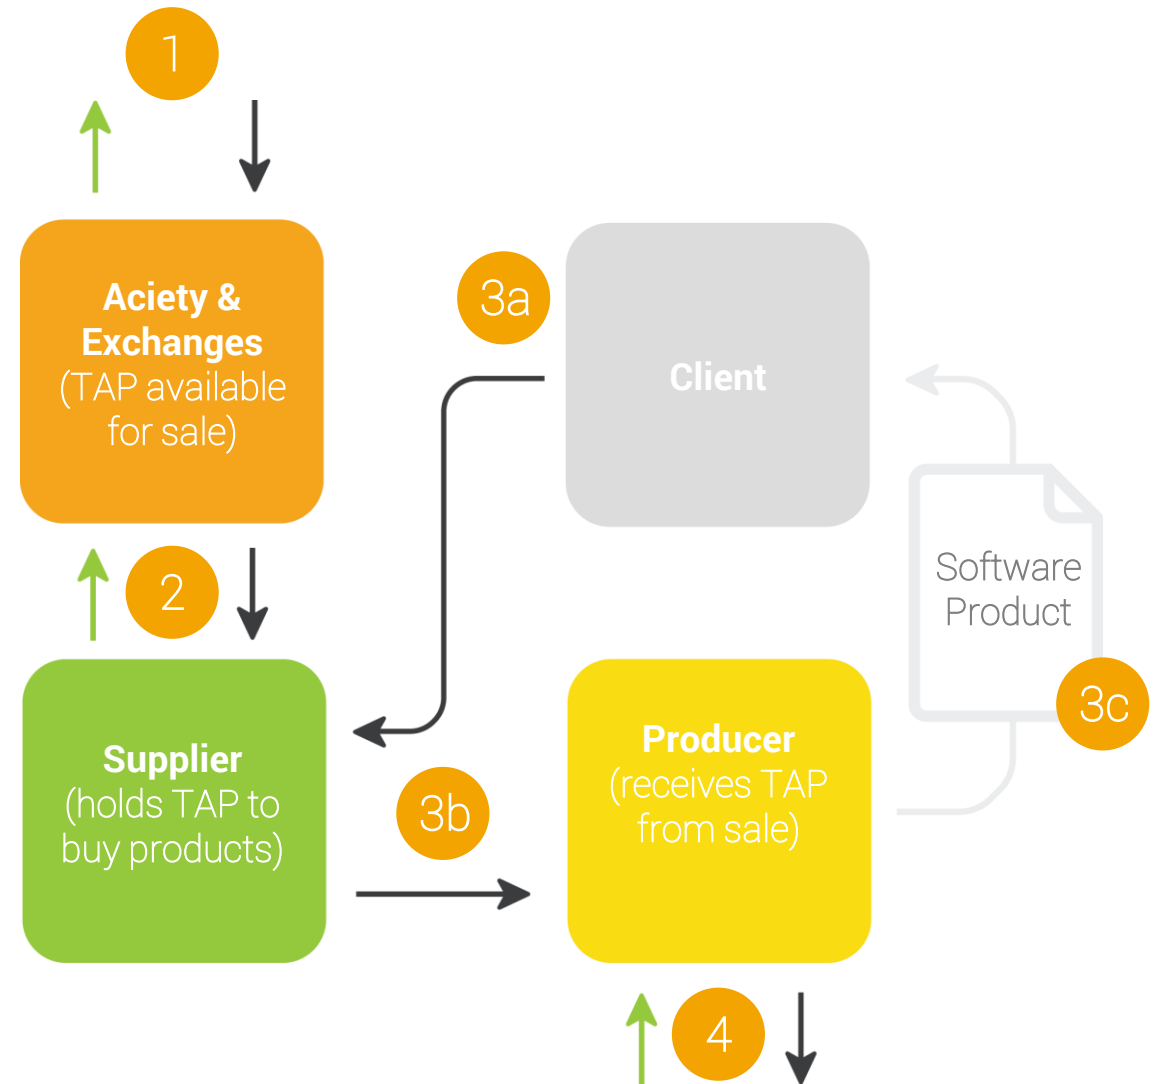 1
Aciety &
Exchanges
(TAP available
for sale)
3a
Client
2
Software
Product
3c
Supplier
(holds TAP to
buy products)
3b
Producer
(receives TAP
from sale)
4